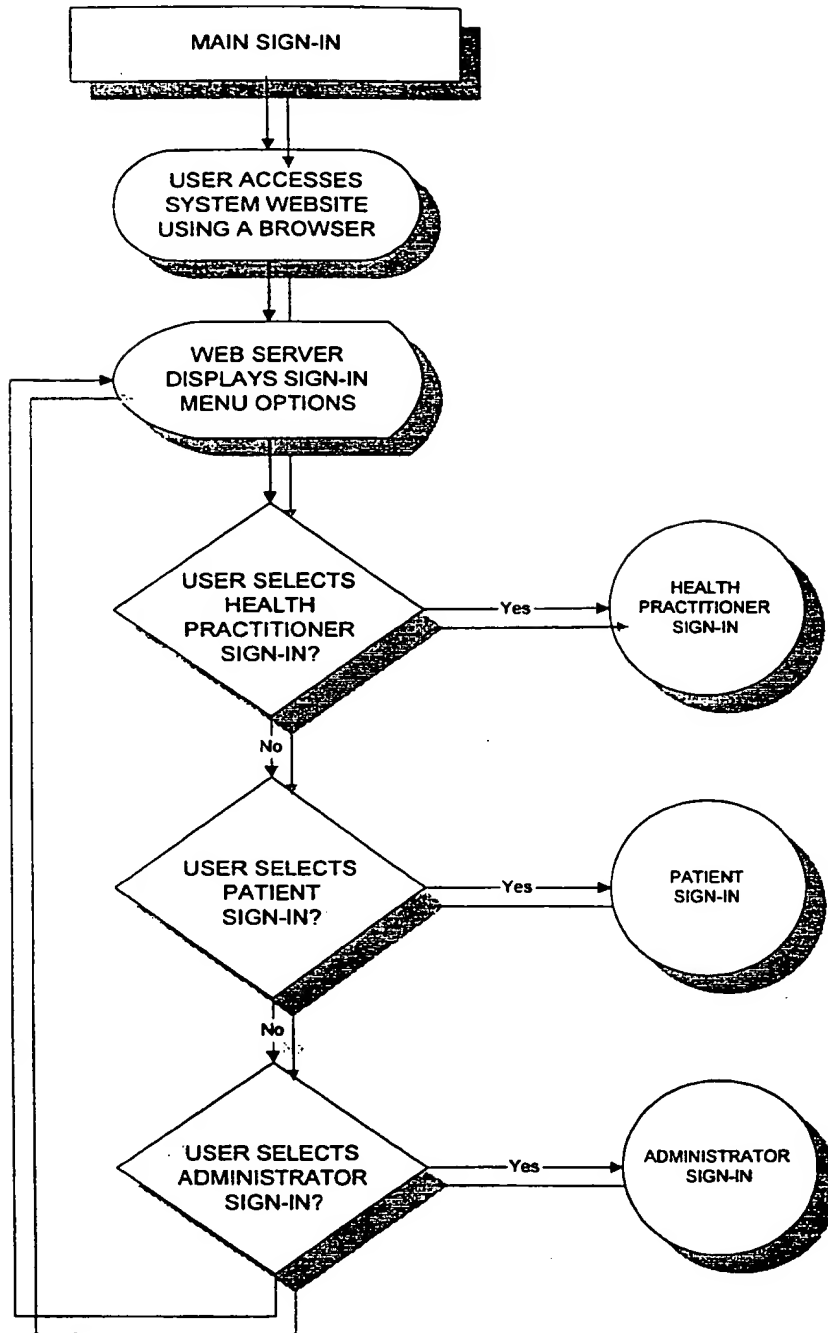 MAIN SIGN-IN
USER ACCESSES
SYSTEM WEBSITE
USING A BROWSER
WEB SERVER
DISPLAYS SIGN-IN
MENU OPTIONS
USER SELECTS
HEALTH
PRACTITIONER
SIGN-IN?
Yes
HEALTH
PRACTITIONER
SIGN-IN
No
USER SELECTS
PATIENT
SIGN-IN?
Yes
PATIENT
SIGN-IN
No
USER SELECTS
ADMINISTRATOR
SIGN-IN?
Yes
ADMINISTRATOR
SIGN-IN